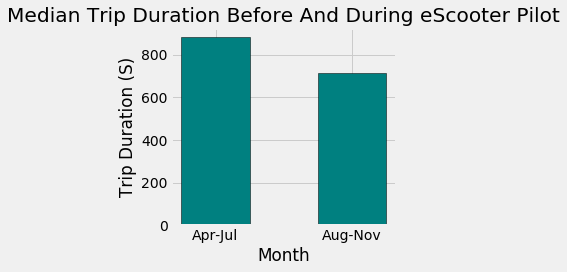 Median Trip Duration Before And During eScooter Pilot
Trip Duration (S)
800
600
400
200
0
Apr-Jul
Aug-Nov
Month